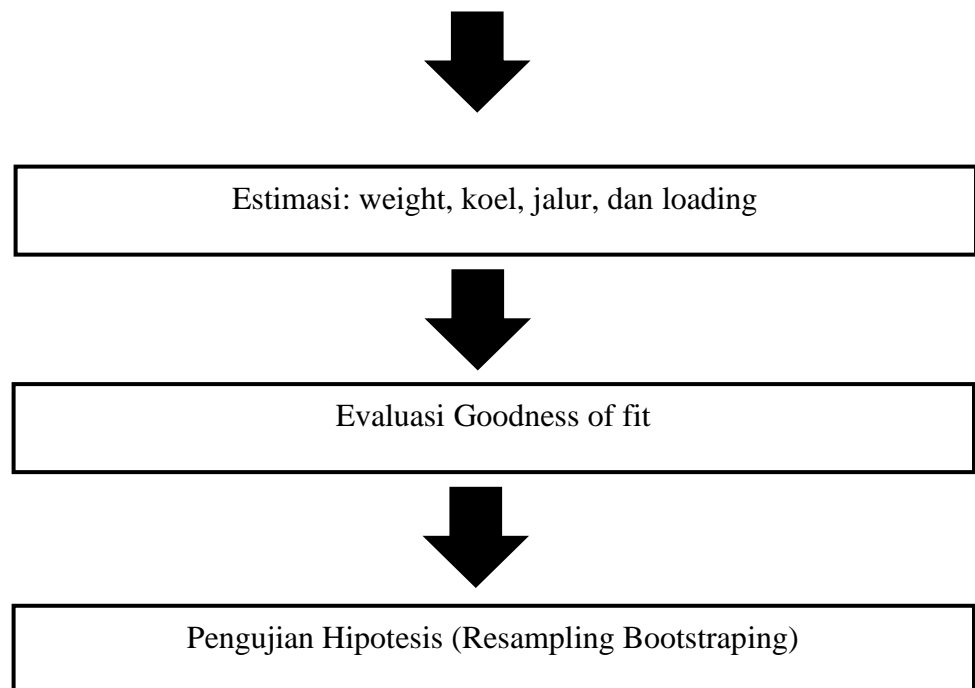 Estimasi: weight, koel, jalur, dan loading
Evaluasi Goodness of fit
Pengujian Hipotesis (Resampling Bootstraping)